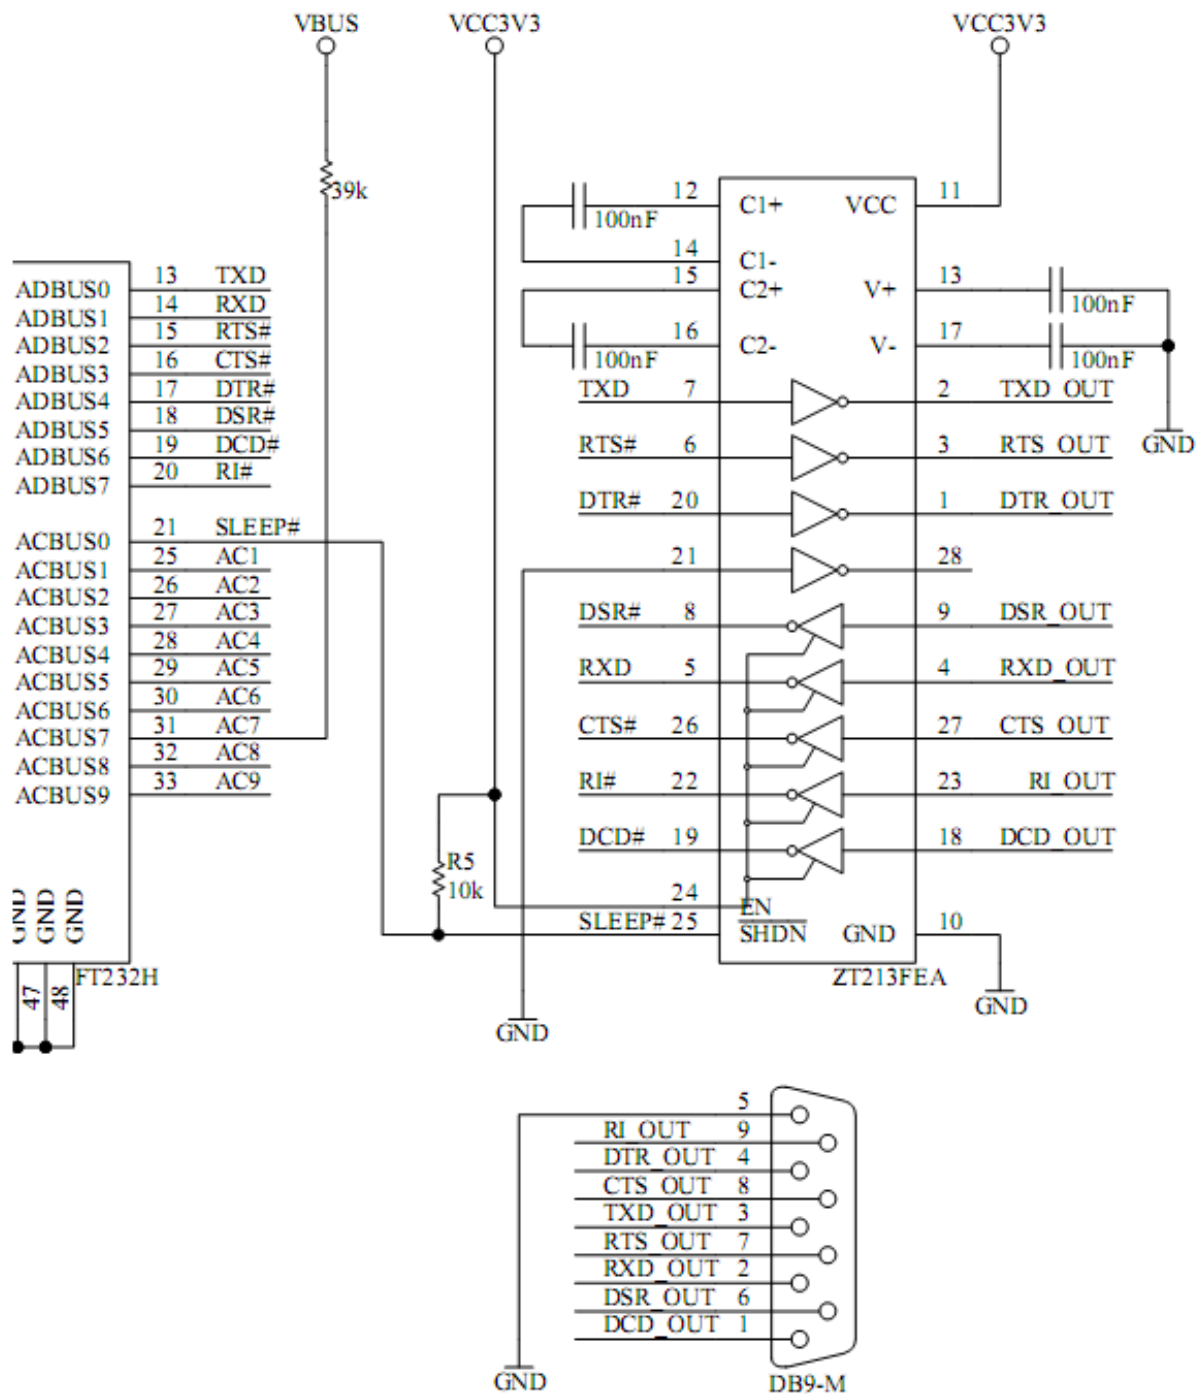 VBUS
VCC3V3
VCC3V3
39k
ADBUS0 13 TXD
ADBUS1 14 RXD
ADBUS2 15 RTS#
ADBUS3 16 CTS#
ADBUS4 17 DTR#
ADBUS5 18 DSR#
ADBUS6 19 DCD#
ADBUS7 20 RI#
ACBUS0 21 SLEEP#
ACBUS1 25 AC1
ACBUS2 26 AC2
ACBUS3 27 AC3
ACBUS4 28 AC4
ACBUS5 29 AC5
ACBUS6 30 AC6
ACBUS7 31 AC7
ACBUS8 32 AC8
ACBUS9 33 AC9
GND
GND
GND
47
48
FT232H
R5
10k
100nF 12 C1+ VCC 11
14 C1-
15 C2+ V+ 13 100nF
100nF 16 C2- V- 17 100nF
GND
TXD 7 2 TXD_OUT
RTS# 6 3 RTS_OUT
DTR# 20 1 DTR_OUT
21 28
DSR# 8 9 DSR_OUT
RXD 5 4 RXD_OUT
CTS# 26 27 CTS_OUT
RI# 22 23 RI_OUT
DCD# 19 18 DCD_OUT
24 EN
SLEEP# 25 SHDN GND 10
ZT213FEA
GND
GND
5
RI_OUT 9
DTR_OUT 4
CTS_OUT 8
TXD_OUT 3
RTS_OUT 7
RXD_OUT 2
DSR_OUT 6
DCD_OUT 1
GND
DB9-M